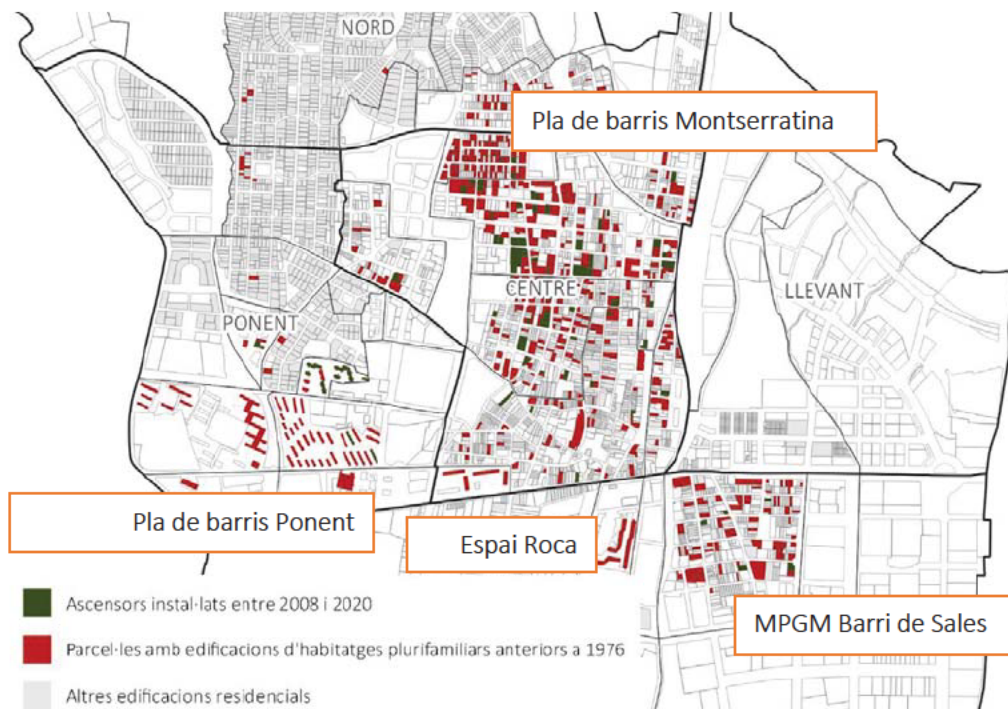 NORD
Pla de barris Montserratina
CENTRE
LLEVANT
PONENT
Pla de barris Ponent
Espai Roca
MPGM Barri de Sales
Ascensors instal·lats entre 2008 i 2020
Parcel·les amb edificacions d'habitatges plurifamiliars anteriors a 1976
Altres edificacions residencials